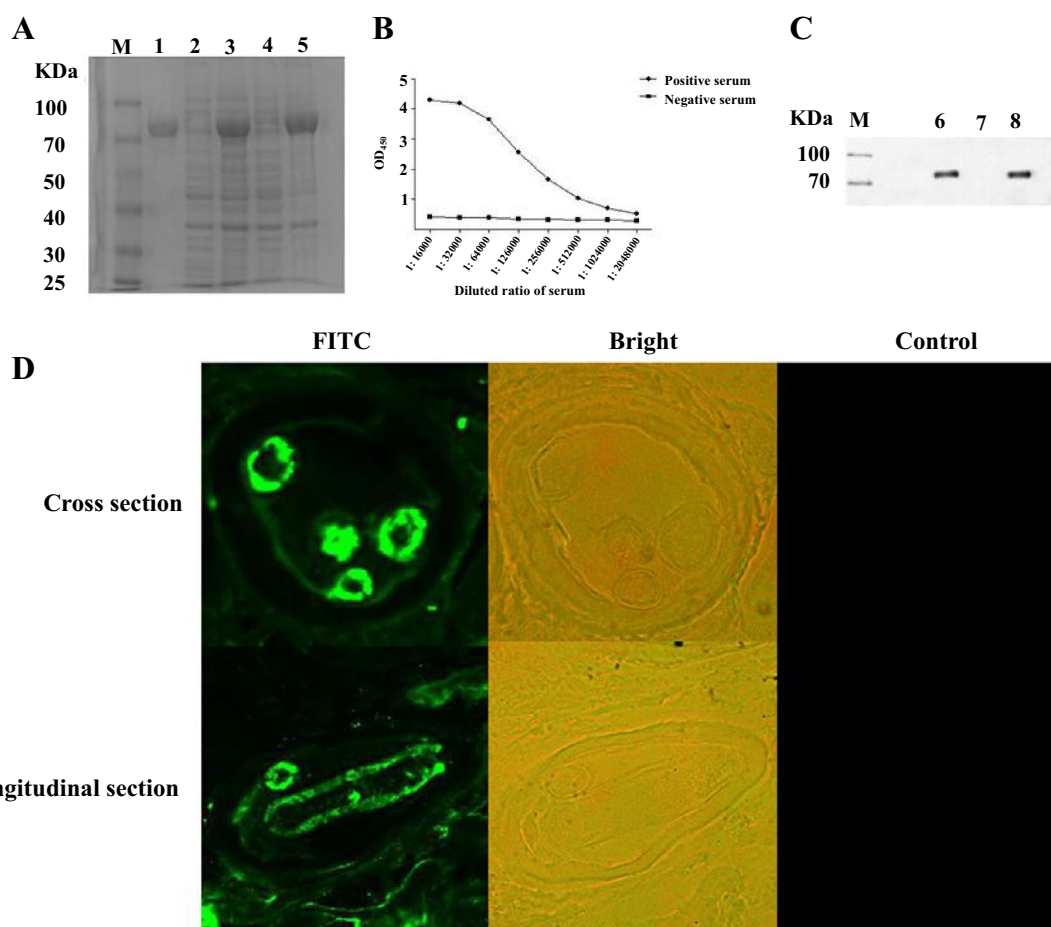 A
M 1 2 3 4 5
KDa
100
70
50
40
30
25
B
5
4
3
2
1
OD450
Positive serum
Negative serum
1: 16000
1: 32000
1: 64000
1: 126000
1: 256000
1: 512000
1: 1024000
1: 2048000
Diluted ratio of serum
C
KDa M 6 7 8
100
70
D
FITC Bright Control
Cross section
ngitudinal section